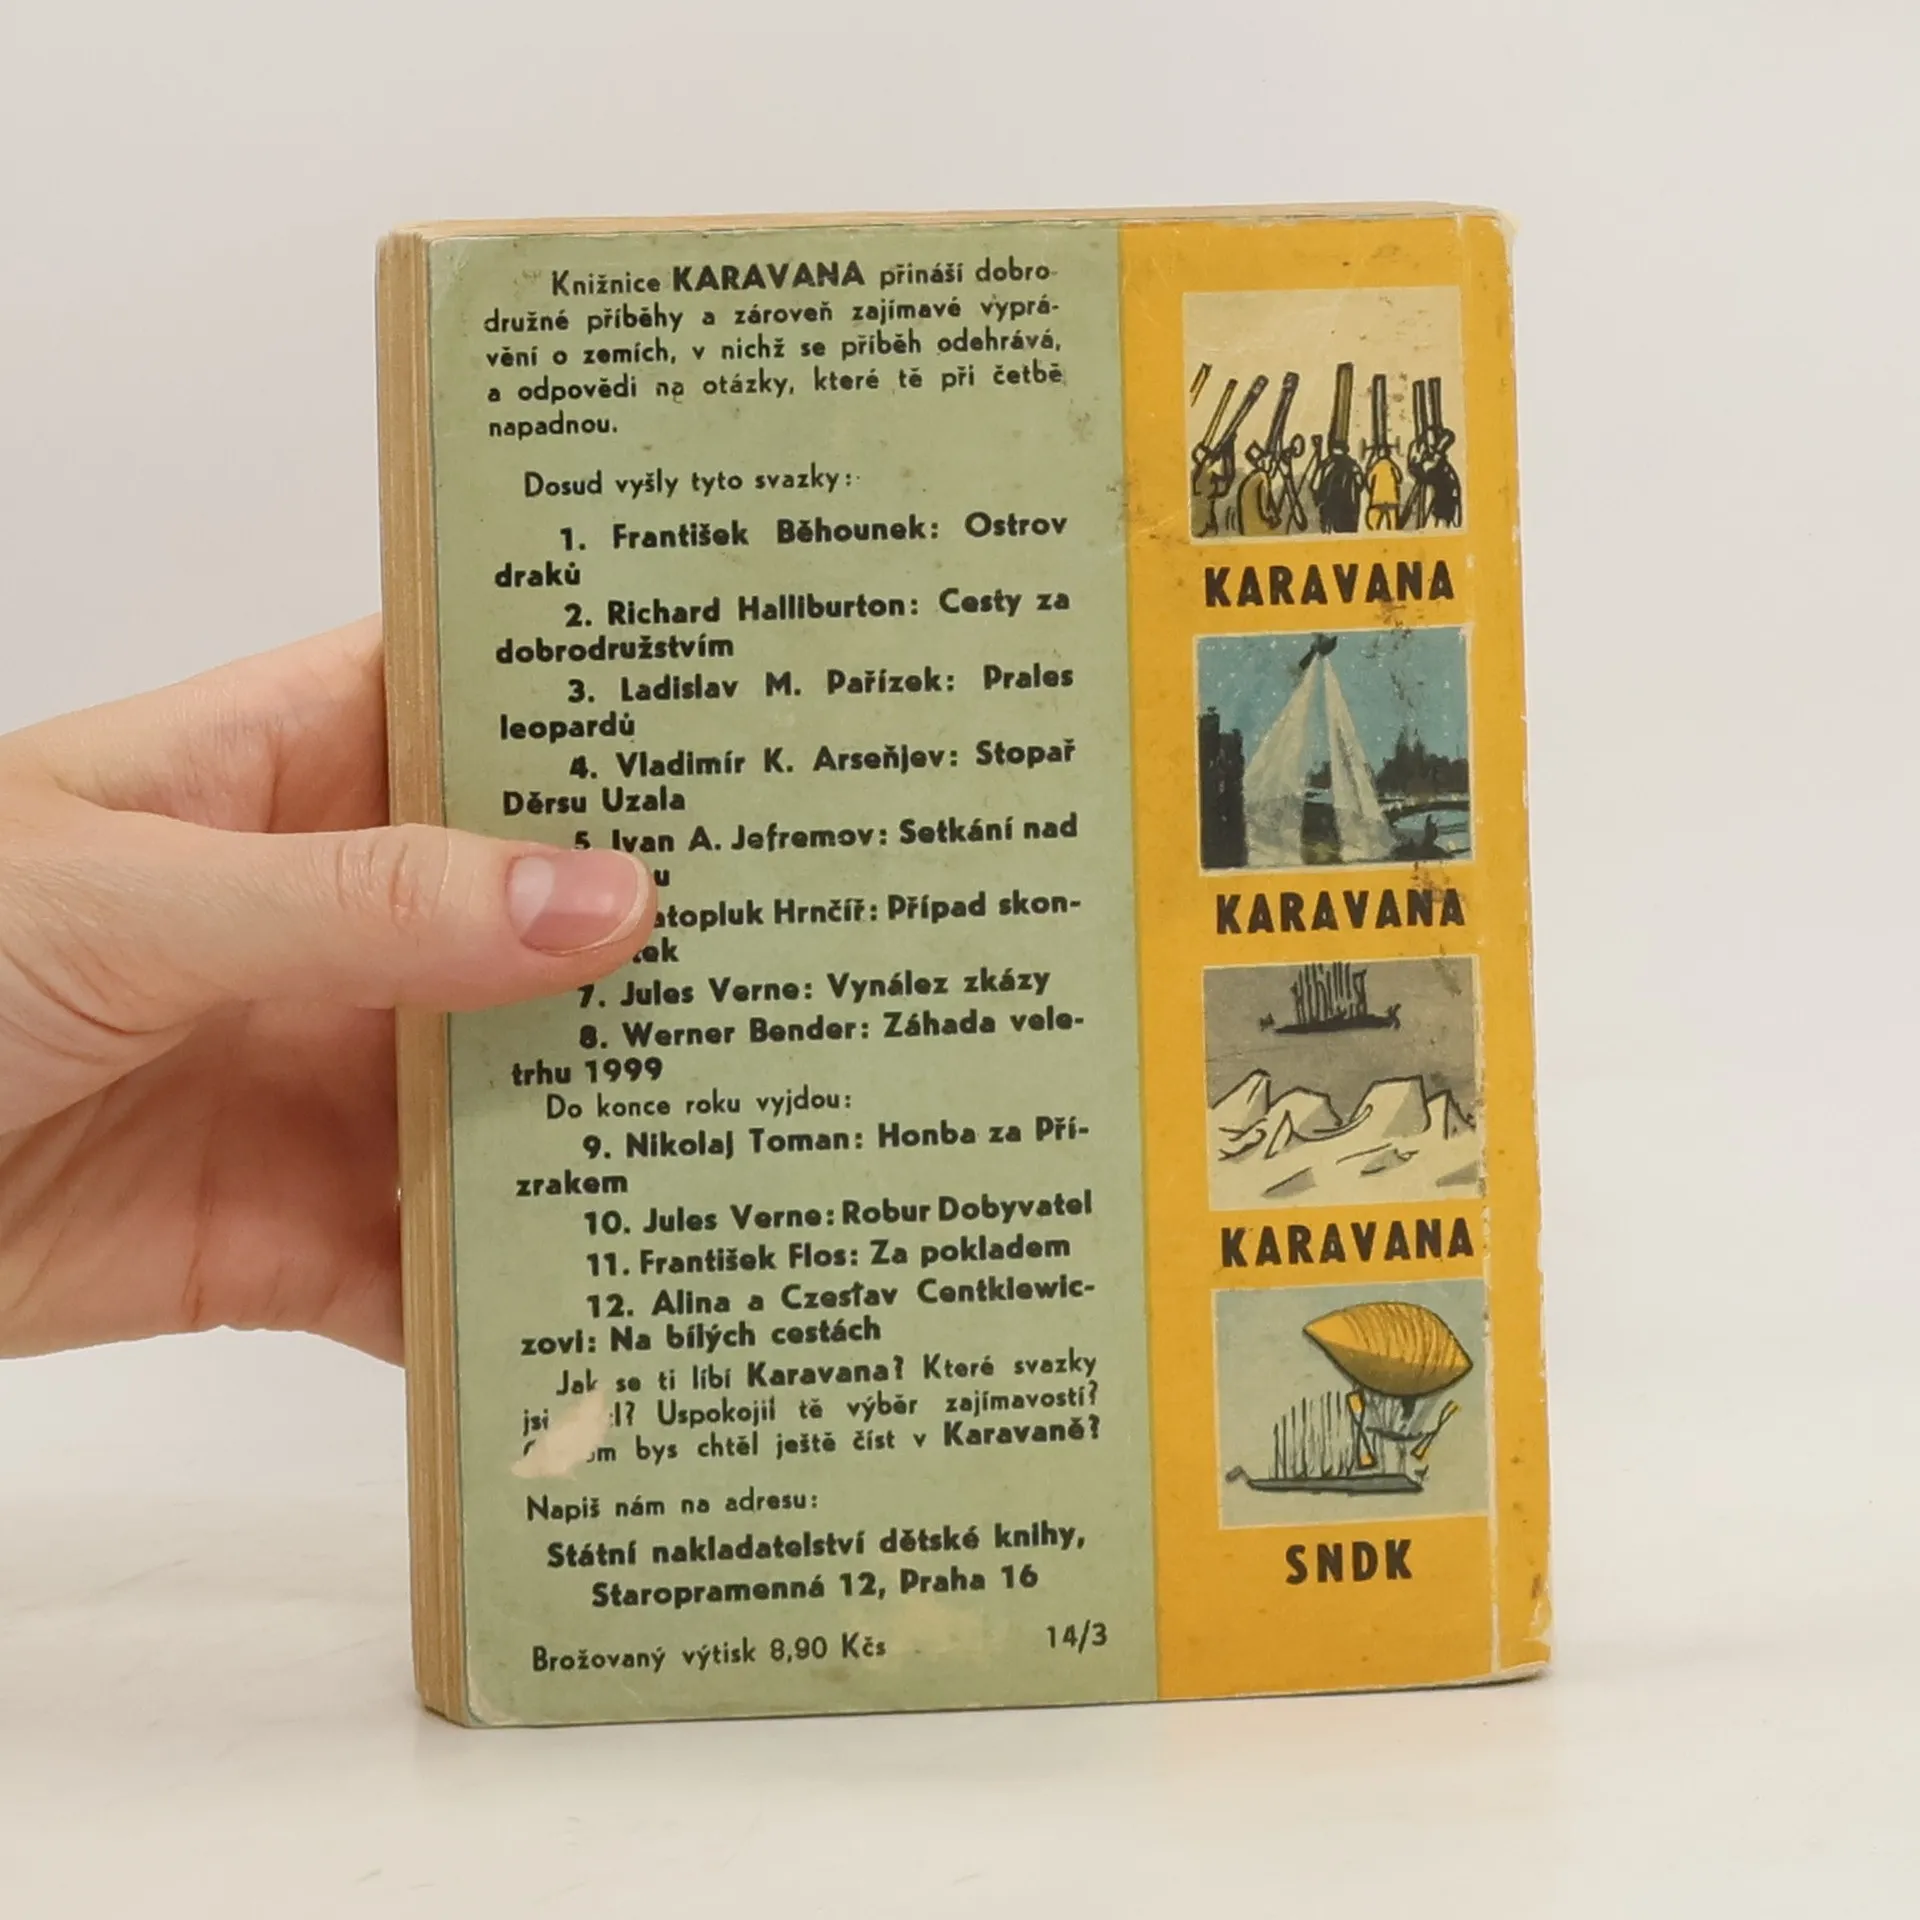 Knižnice KARAVANA přináší dobro-
družné příběhy a zároveň zajímavé vyprá-
vění o zemích, v nichž se příběh odehrává,
a odpovědi na otázky, které tě při četbě
napadnou.
Dosud vyšly tyto svazky:
1. František Běhounek: Ostrov
draků
2. Richard Halliburton: Cesty za
dobrodružstvím
3. Ladislav M. Pařízek: Prales
leopardů
4. Vladimír K. Arseňjev: Stopař
Děrsu Uzala
5 Ivan A. Jefremov: Setkání nad
Hrnčíř: Případ skon-
7. Jules Verne: Vynález zkázy
8. Werner Bender: Záhada vele-
trhu 1999
Do konce roku vyjdou:
9. Nikolaj Toman: Honba za Pří-
zrakem
10. Jules Verne: Robur Dobyvatel
11. František Flos: Za pokladem
12. Alina a Czesław Centkiewic-
zovi: Na bílých cestách
Jak se ti líbí Karavana? Které svazky
jsi Uspokojil tě výběr zajímavostí?
bys chtěl ještě číst v Karavaně?
Napiš nám na adresu:
Státní nakladatelství dětské knihy,
Staropramenná 12, Praha 16
Brožovaný výtisk 8,90 Kčs
14/3
KARAVANA
KARAVANA
KARAVANA
SNDK